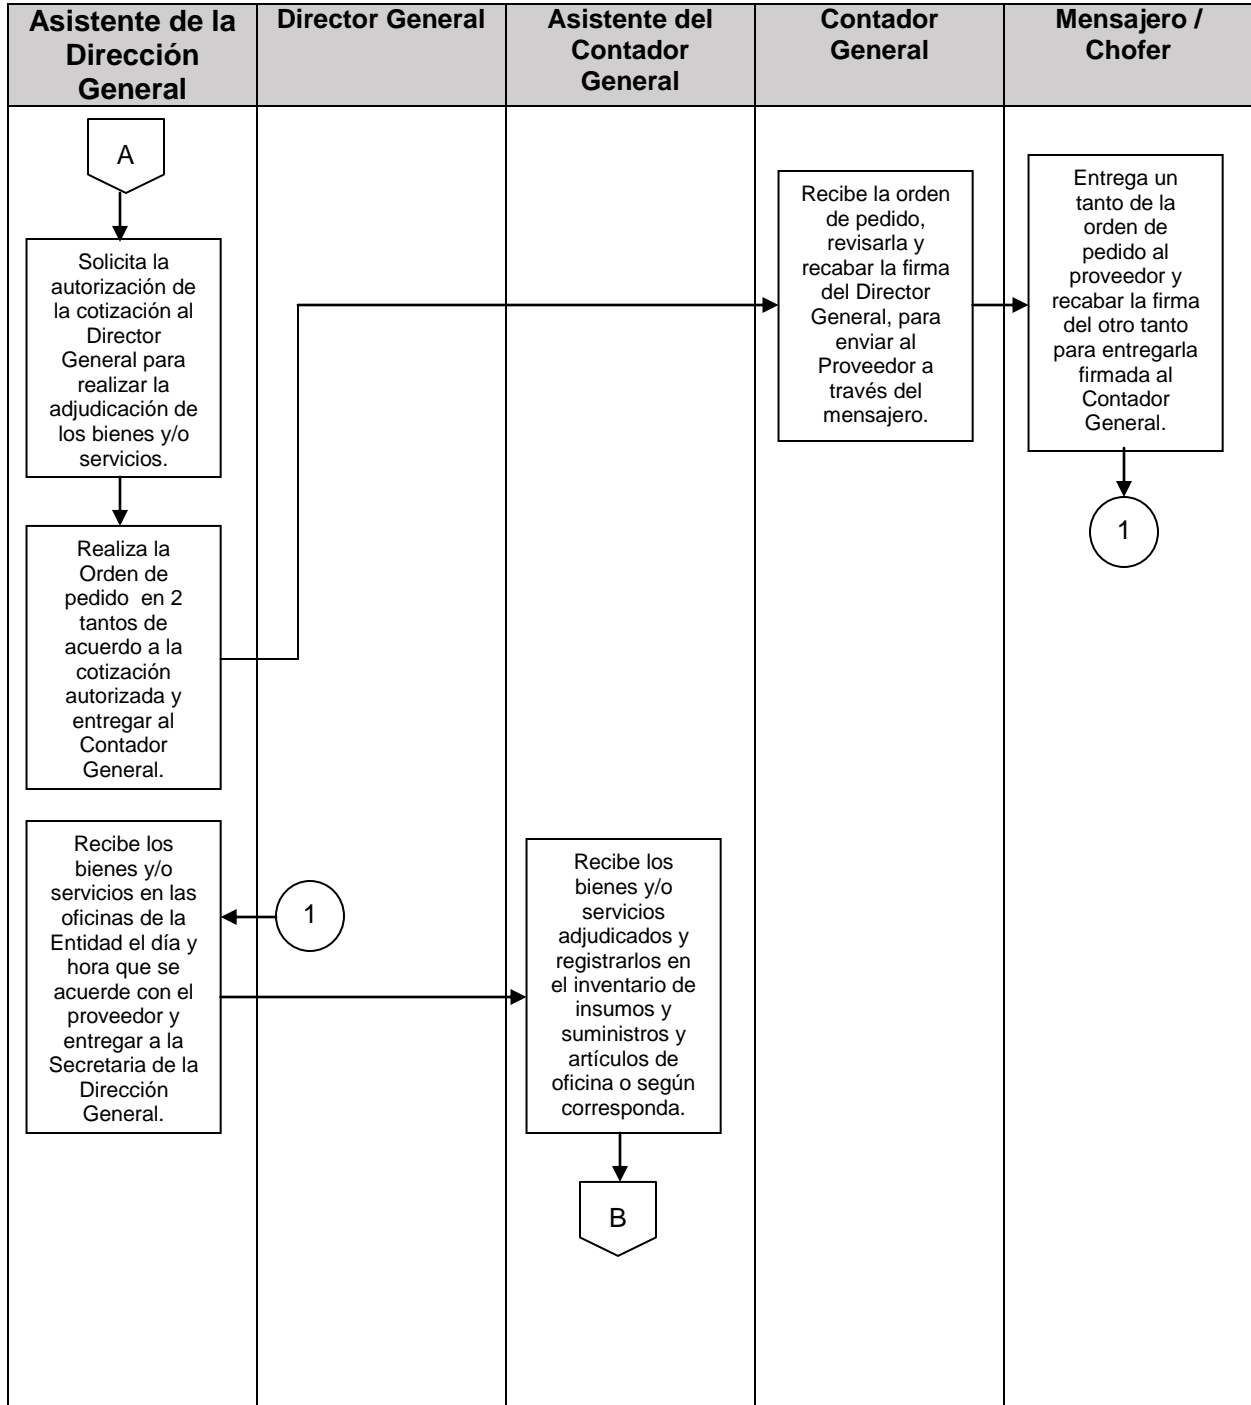 Asistente de la
Dirección
General
Director General
Asistente del
Contador
General
Contador
General
Mensajero /
Chofer
A
Solicita la
autorización de
la cotización al
Director
General para
realizar la
adjudicación de
los bienes y/o
servicios.
Realiza la
Orden de
pedido en 2
tantos de
acuerdo a la
cotización
autorizada y
entregar al
Contador
General.
Recibe la orden
de pedido,
revisarla y
recabar la firma
del Director
General, para
enviar al
Proveedor a
través del
mensajero.
Entrega un
tanto de la
orden de
pedido al
proveedor y
recabar la firma
del otro tanto
para entregarla
firmada al
Contador
General.
1
Recibe los
bienes y/o
servicios en las
oficinas de la
Entidad el día y
hora que se
acuerde con el
proveedor y
entregar a la
Secretaria de la
Dirección
General.
1
Recibe los
bienes y/o
servicios
adjudicados y
registrarlos en
el inventario de
insumos y
suministros y
artículos de
oficina o según
corresponda.
B